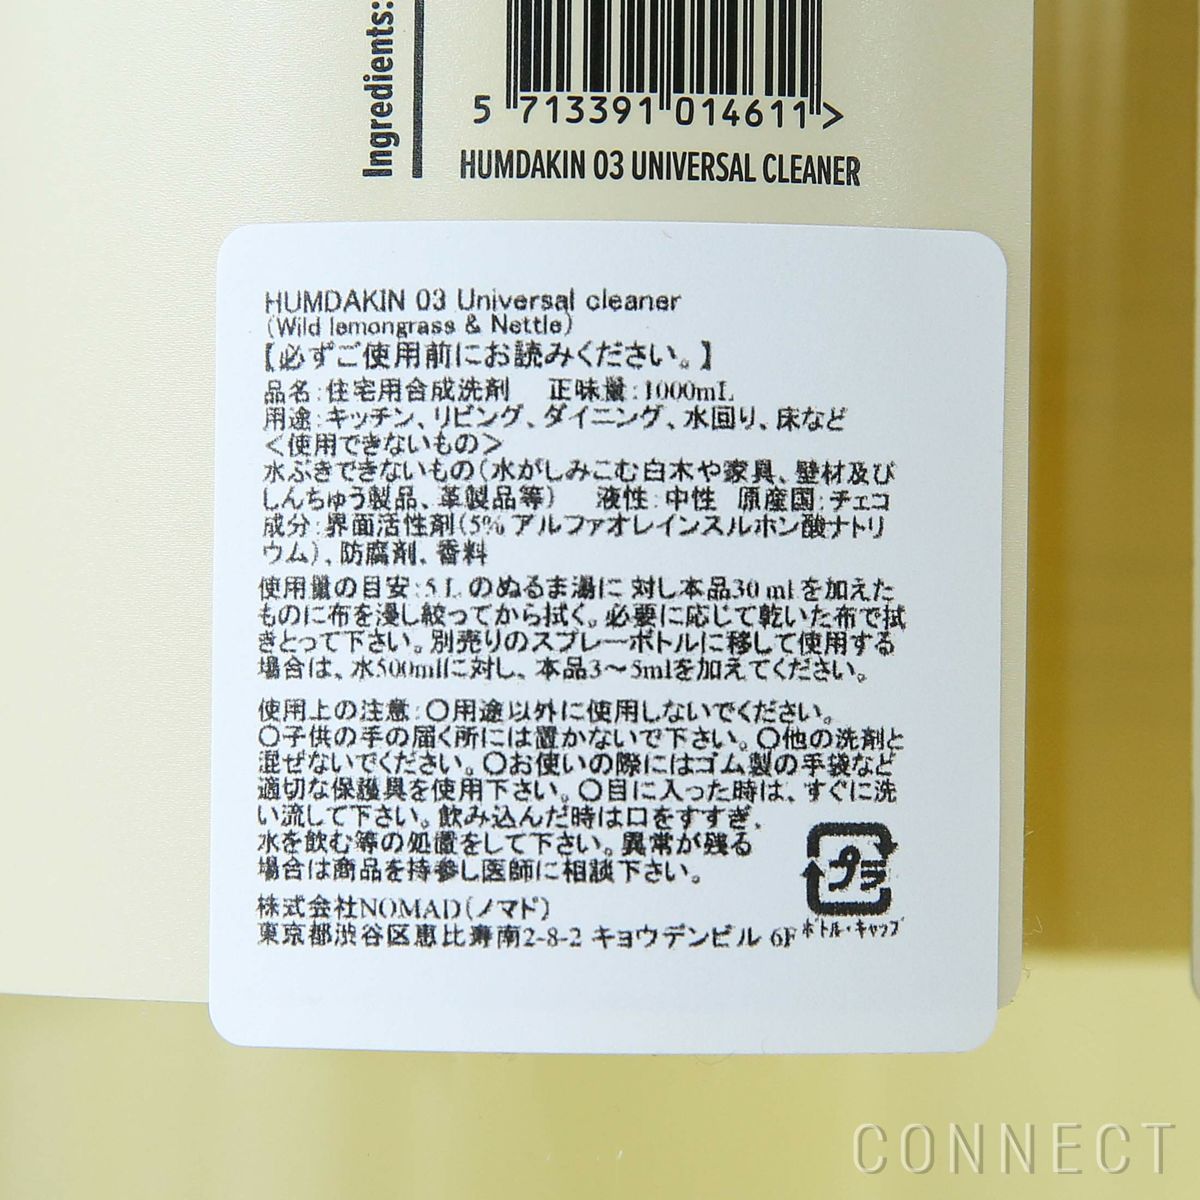 Ingredients:
5 713391 014611 >
HUMDAKIN 03 UNIVERSAL CLEANER
HUMDAKIN 03 Universal cleaner
(Wild lemongrass & Nettle)
【必ずご使用前にお読みください。】
品名:住宅用合成洗剤 正味量:1000mL
用途:キッチン、リビング、ダイニング、水回り、床など
<使用できないもの>
水ぶきできないもの(水がしみこむ白木や家具、壁材及び
しんちゅう製品、革製品等) 液性:中性 原産国:チェコ
成分:界面活性剤(5% アルファオレインスルホン酸ナトリ
ウム)、防腐剤、香料
使用量の目安:5Lのぬるま湯に 対し本品30 mlを加えた
ものに布を浸し絞ってから拭く。必要に応じて乾いた布で拭
きとって下さい。別売りのスプレーボトルに移して使用する
場合は、水500mlに対し、本品3~5mlを加えてください。
使用上の注意:〇用途以外に使用しないでください。
〇子供の手の届く所には置かないで下さい。〇他の洗剤と
混ぜないでください。〇お使いの際にはゴム製の手袋など
適切な保護具を使用下さい。〇目に入った時は、すぐに洗
い流して下さい。飲み込んだ時は口をすすぎ、
水を飲む等の処置をして下さい。異常が残る
場合は商品を持参し医師に相談下さい。
プラ
ボトル・キャップ
株式会社NOMAD(ノマド)
東京都渋谷区恵比寿南2-8-2 キョウデンビル 6F
CONNECT